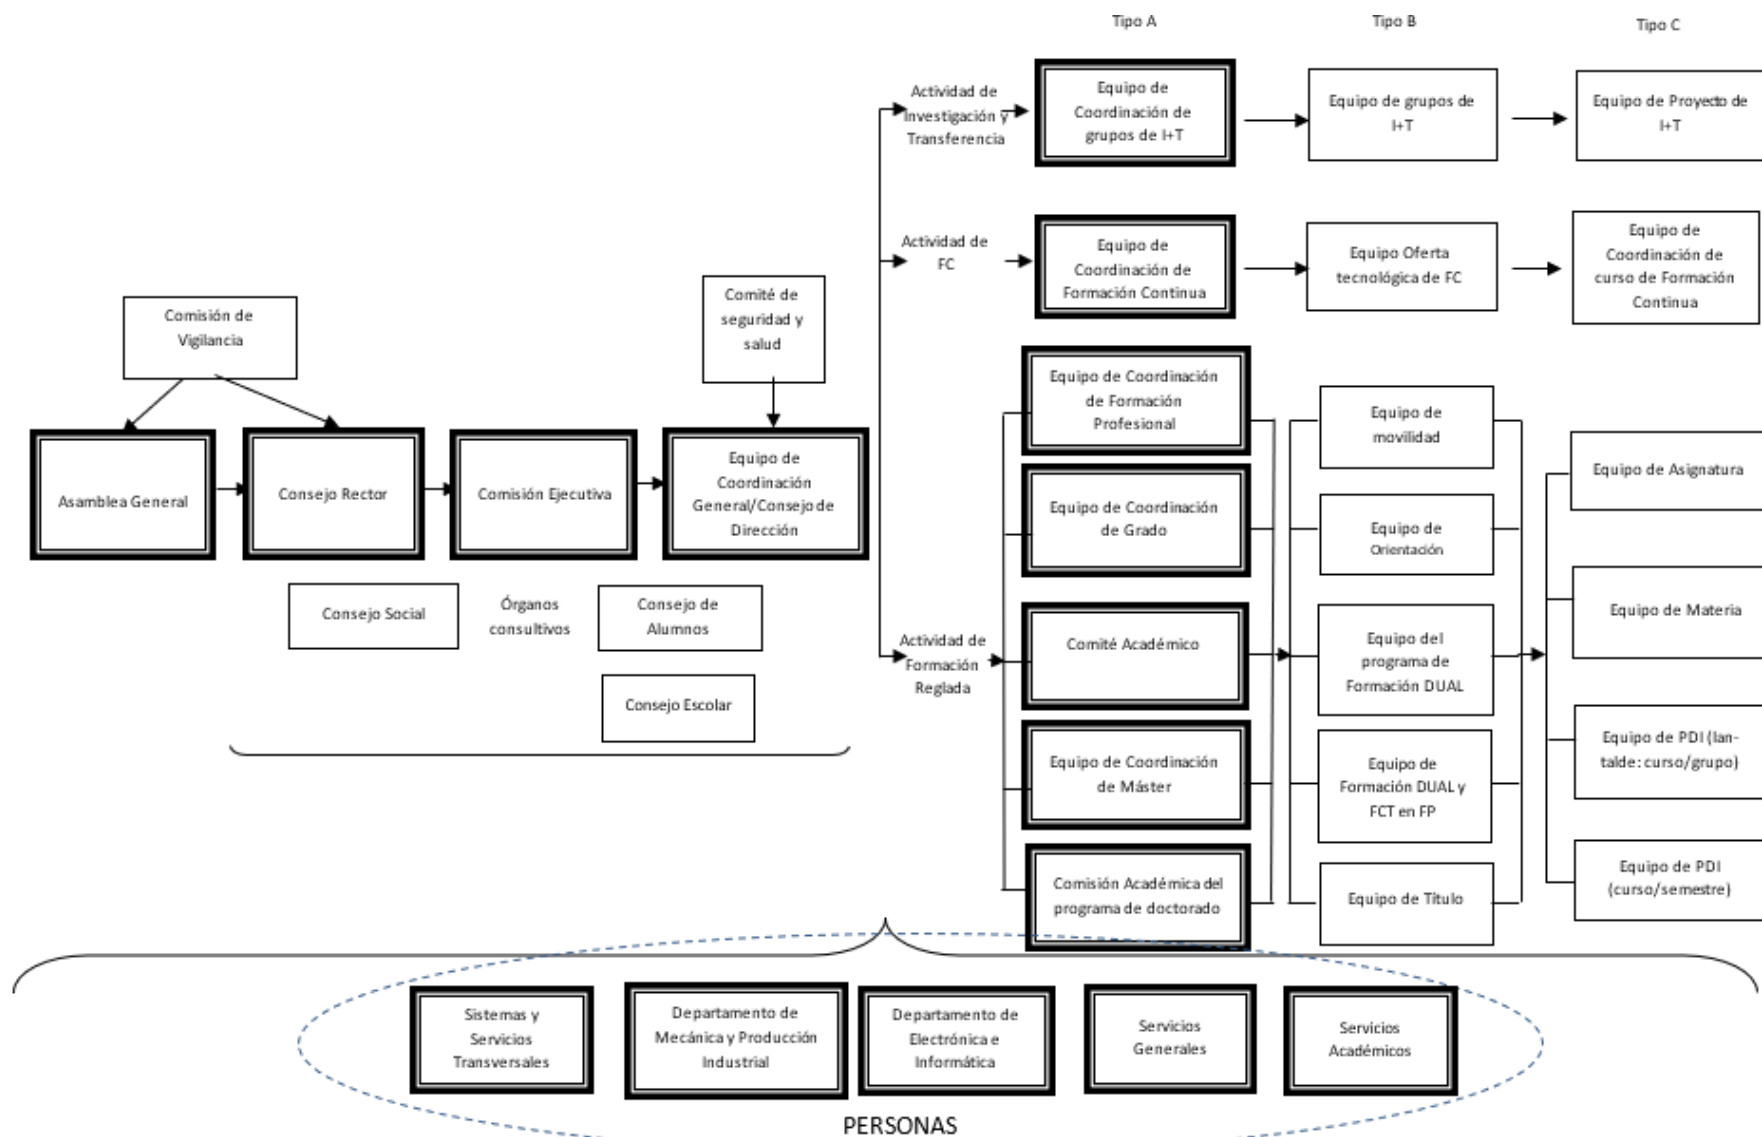 Tipo A
Tipo B
Tipo C
Actividad de
Investigación y
Transferencia
Equipo de
Coordinación de
grupos de I+T
Equipo de grupos de
I+T
Equipo de Proyecto de
I+T
Actividad de
FC
Equipo de
Coordinación de
Formación Continua
Equipo Oferta
tecnológica de FC
Equipo de
Coordinación de
curso de Formación
Continua
Comisión de
Vigilancia
Comité de
seguridad y
salud
Asamblea General
Consejo Rector
Comisión Ejecutiva
Equipo de
Coordinación
General/Consejo de
Dirección
Consejo Social
Órganos
consultivos
Consejo de
Alumnos
Consejo Escolar
Actividad de
Formación
Reglada
Equipo de Coordinación
de Formación
Profesional
Equipo de Coordinación
de Grado
Comité Académico
Equipo de Coordinación
de Máster
Comisión Académica del
programa de doctorado
Equipo de
movilidad
Equipo de
Orientación
Equipo del
programa de
Formación DUAL
Equipo de
Formación DUAL y
FCT en FP
Equipo de Título
Equipo de Asignatura
Equipo de Materia
Equipo de PDI (lan-
talde: curso/grupo)
Equipo de PDI
(curso/semestre)
Sistemas y
Servicios
Transversales
Departamento de
Mecánica y Producción
Industrial
Departamento de
Electrónica e
Informática
Servicios
Generales
Servicios
Académicos
PERSONAS